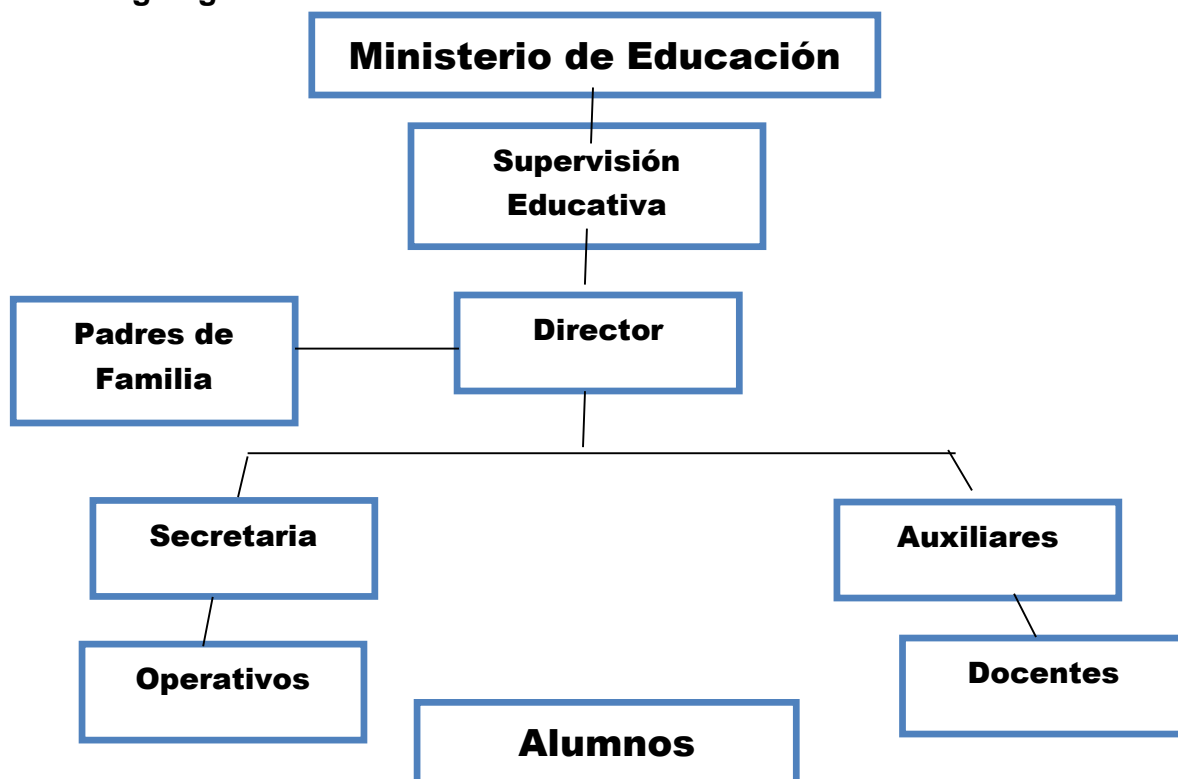 Ministerio de Educación
Supervisión
Educativa
Padres de
Familia
Director
Secretaria
Auxiliares
Operativos
Docentes
Alumnos